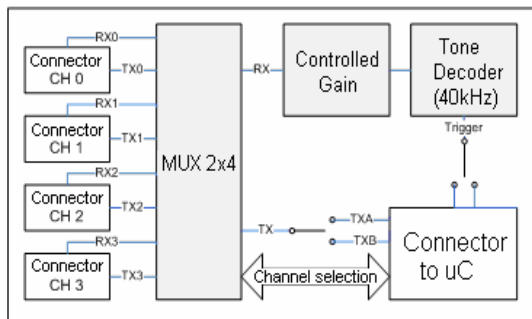 RX0
Connector
CH 0
TX0
RX1
Connector
CH 1
TX1
RX2
Connector
CH 2
TX2
RX3
Connector
CH 3
TX3
MUX 2x4
RX
Controlled
Gain
Tone
Decoder
(40kHz)
Trigger
TX
TXA
TXB
Channel selection
Connector
to uC